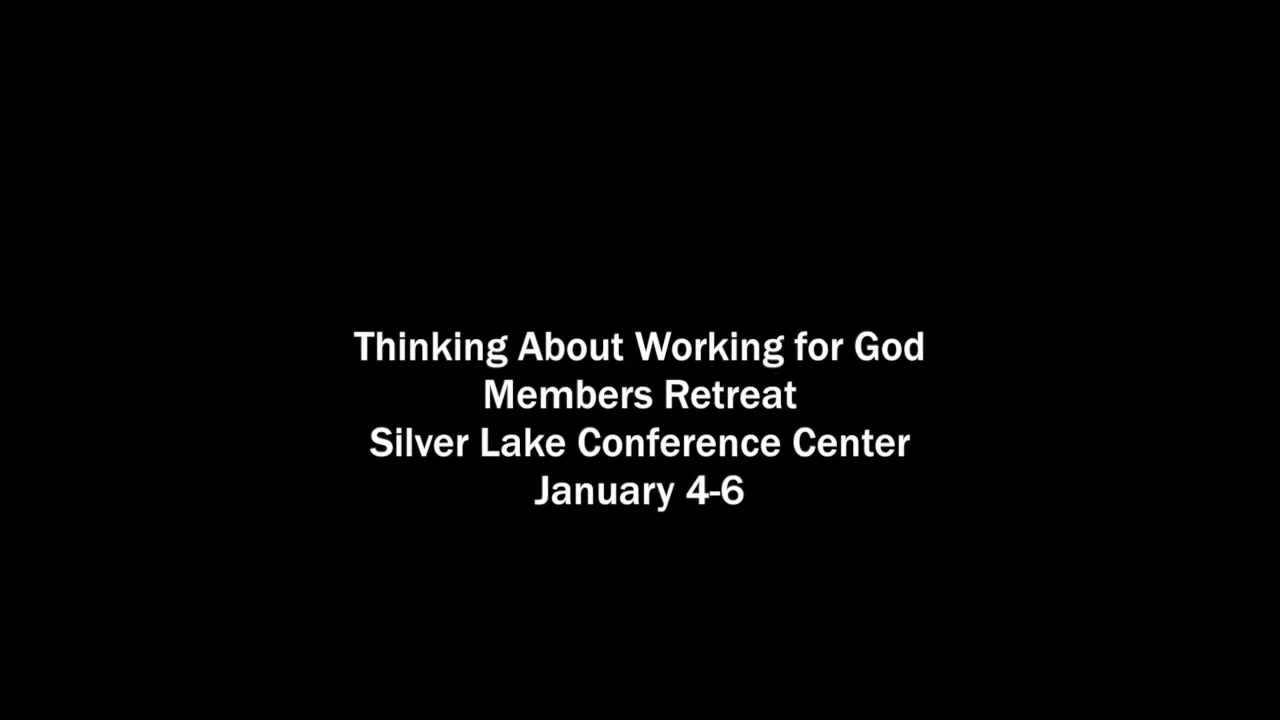 Thinking About Working for God
Members Retreat
Silver Lake Conference Center
January 4-6